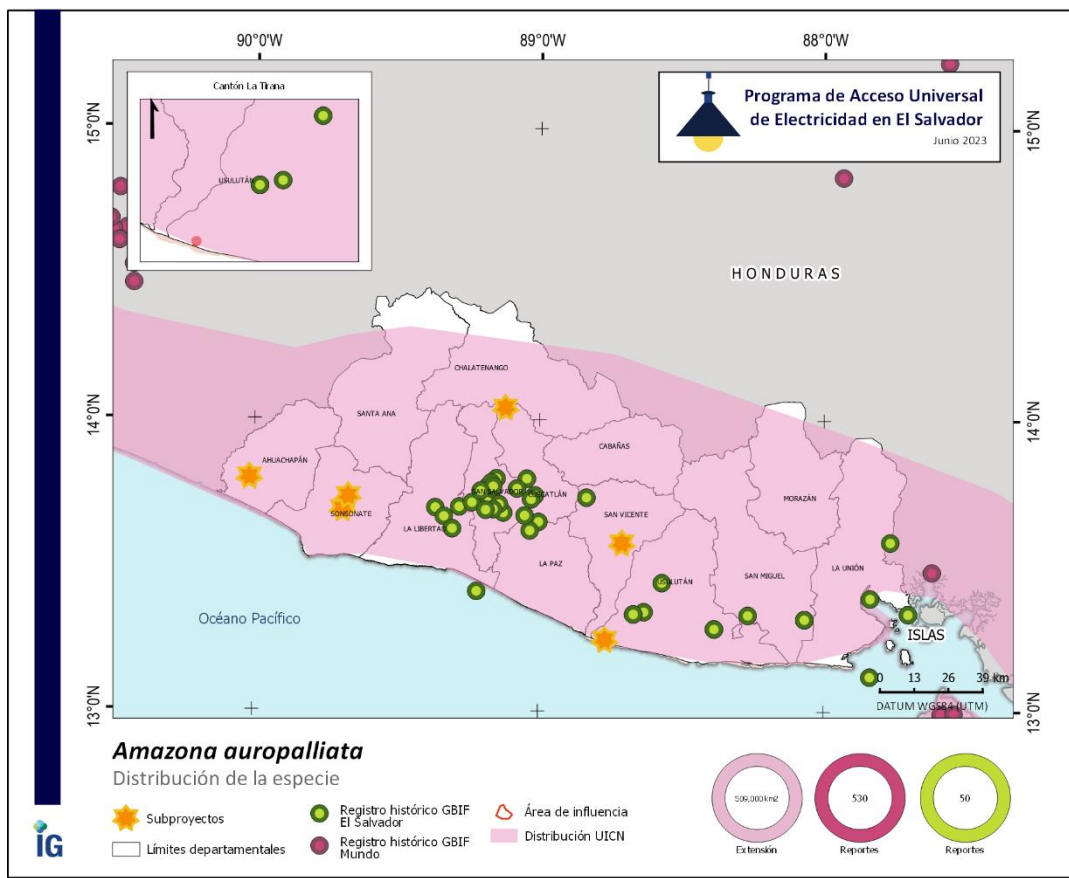 90°0'W
89°0'W
88°0'W
15°0'N
14°0'N
13°0'N
15°0'N
14°0'N
13°0'N
Cantón La Tirana
USULUTÁN
Programa de Acceso Universal
de Electricidad en El Salvador
Junio 2023
HONDURAS
CHALATENANGO
SANTA ANA
CABAÑAS
AHUACHAPÁN
SAN SALVADOR
CUSCATLÁN
MORAZÁN
SONSONATE
SAN VICENTE
LA LIBERTAD
LA PAZ
LA UNIÓN
USULUTÁN
SAN MIGUEL
Océano Pacífico
ISLAS
0 13 26 39 km
DATUM WGS84 (UTM)
Amazona auropalliata
Distribución de la especie
Subproyectos
Límites departamentales
Registro histórico GBIF
El Salvador
Registro histórico GBIF
Mundo
Área de influencia
Distribución UICN
509,000 km2
Extensión
530
Reportes
50
Reportes
IG